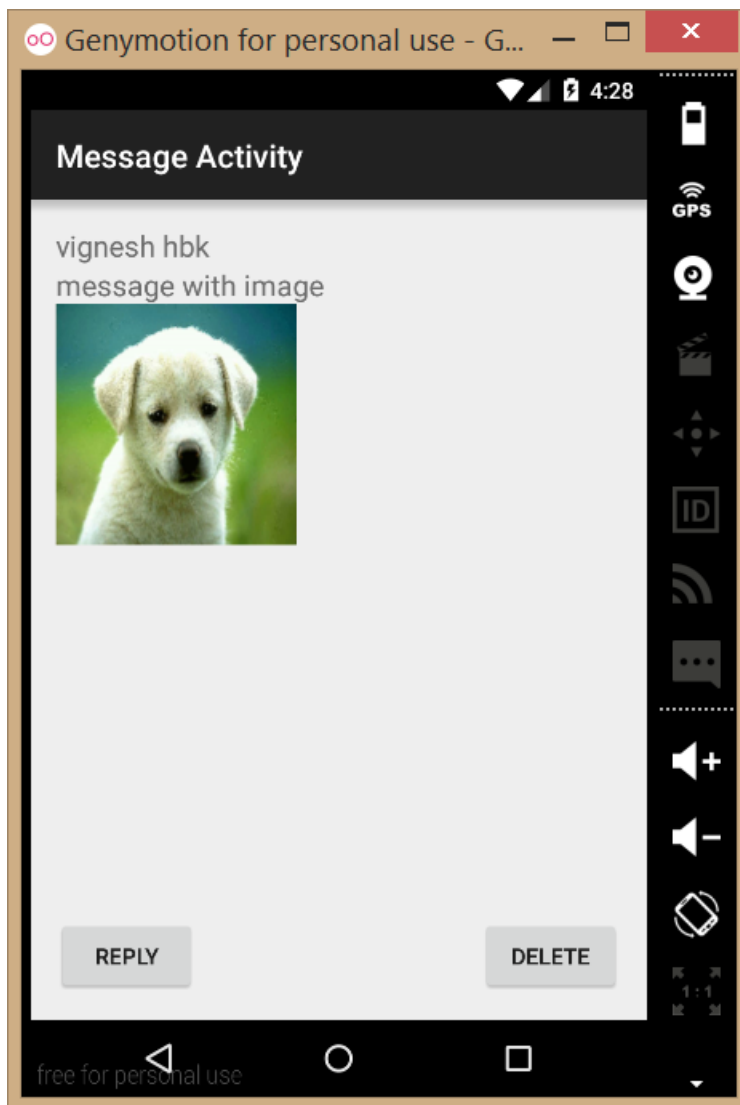 Genymotion for personal use - G...
4:28
Message Activity
GPS
vignesh hbk
message with image
ID
REPLY
DELETE
1:1
free for personal use